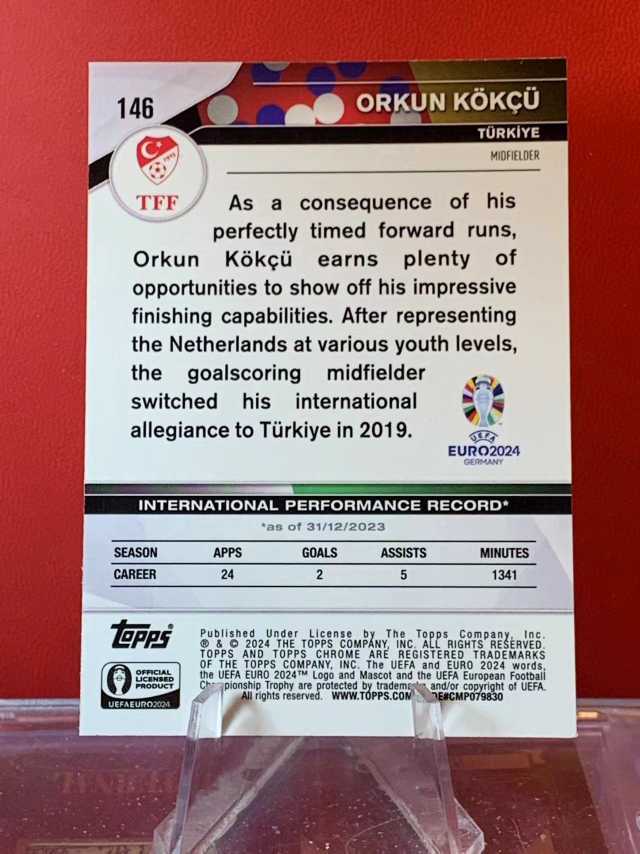 146
ORKUN KÖKÇÜ
TÜRKİYE
MIDFIELDER
1923
TFF
As a consequence of his
perfectly timed forward runs,
Orkun Kökçü earns plenty of
opportunities to show off his impressive
finishing capabilities. After representing
the Netherlands at various youth levels,
the goalscoring midfielder
switched his international
allegiance to Türkiye in 2019.
UEFA
EURO2024
GERMANY
INTERNATIONAL PERFORMANCE RECORD*
*as of 31/12/2023
SEASON APPS GOALS ASSISTS MINUTES
CAREER 24 2 5 1341
Topps®
OFFICIAL
LICENSED
PRODUCT
UEFAEURO2024
Published Under License by The Topps Company, Inc.
® & © 2024 THE TOPPS COMPANY, INC. ALL RIGHTS RESERVED.
TOPPS AND TOPPS CHROME ARE REGISTERED TRADEMARKS
OF THE TOPPS COMPANY, INC. The UEFA and EURO 2024 words,
the UEFA EURO 2024™ Logo and Mascot and the UEFA European Football
Championship Trophy are protected by trademarks and/or copyright of UEFA.
All rights reserved. WWW.TOPPS.COM DE#CMP079830